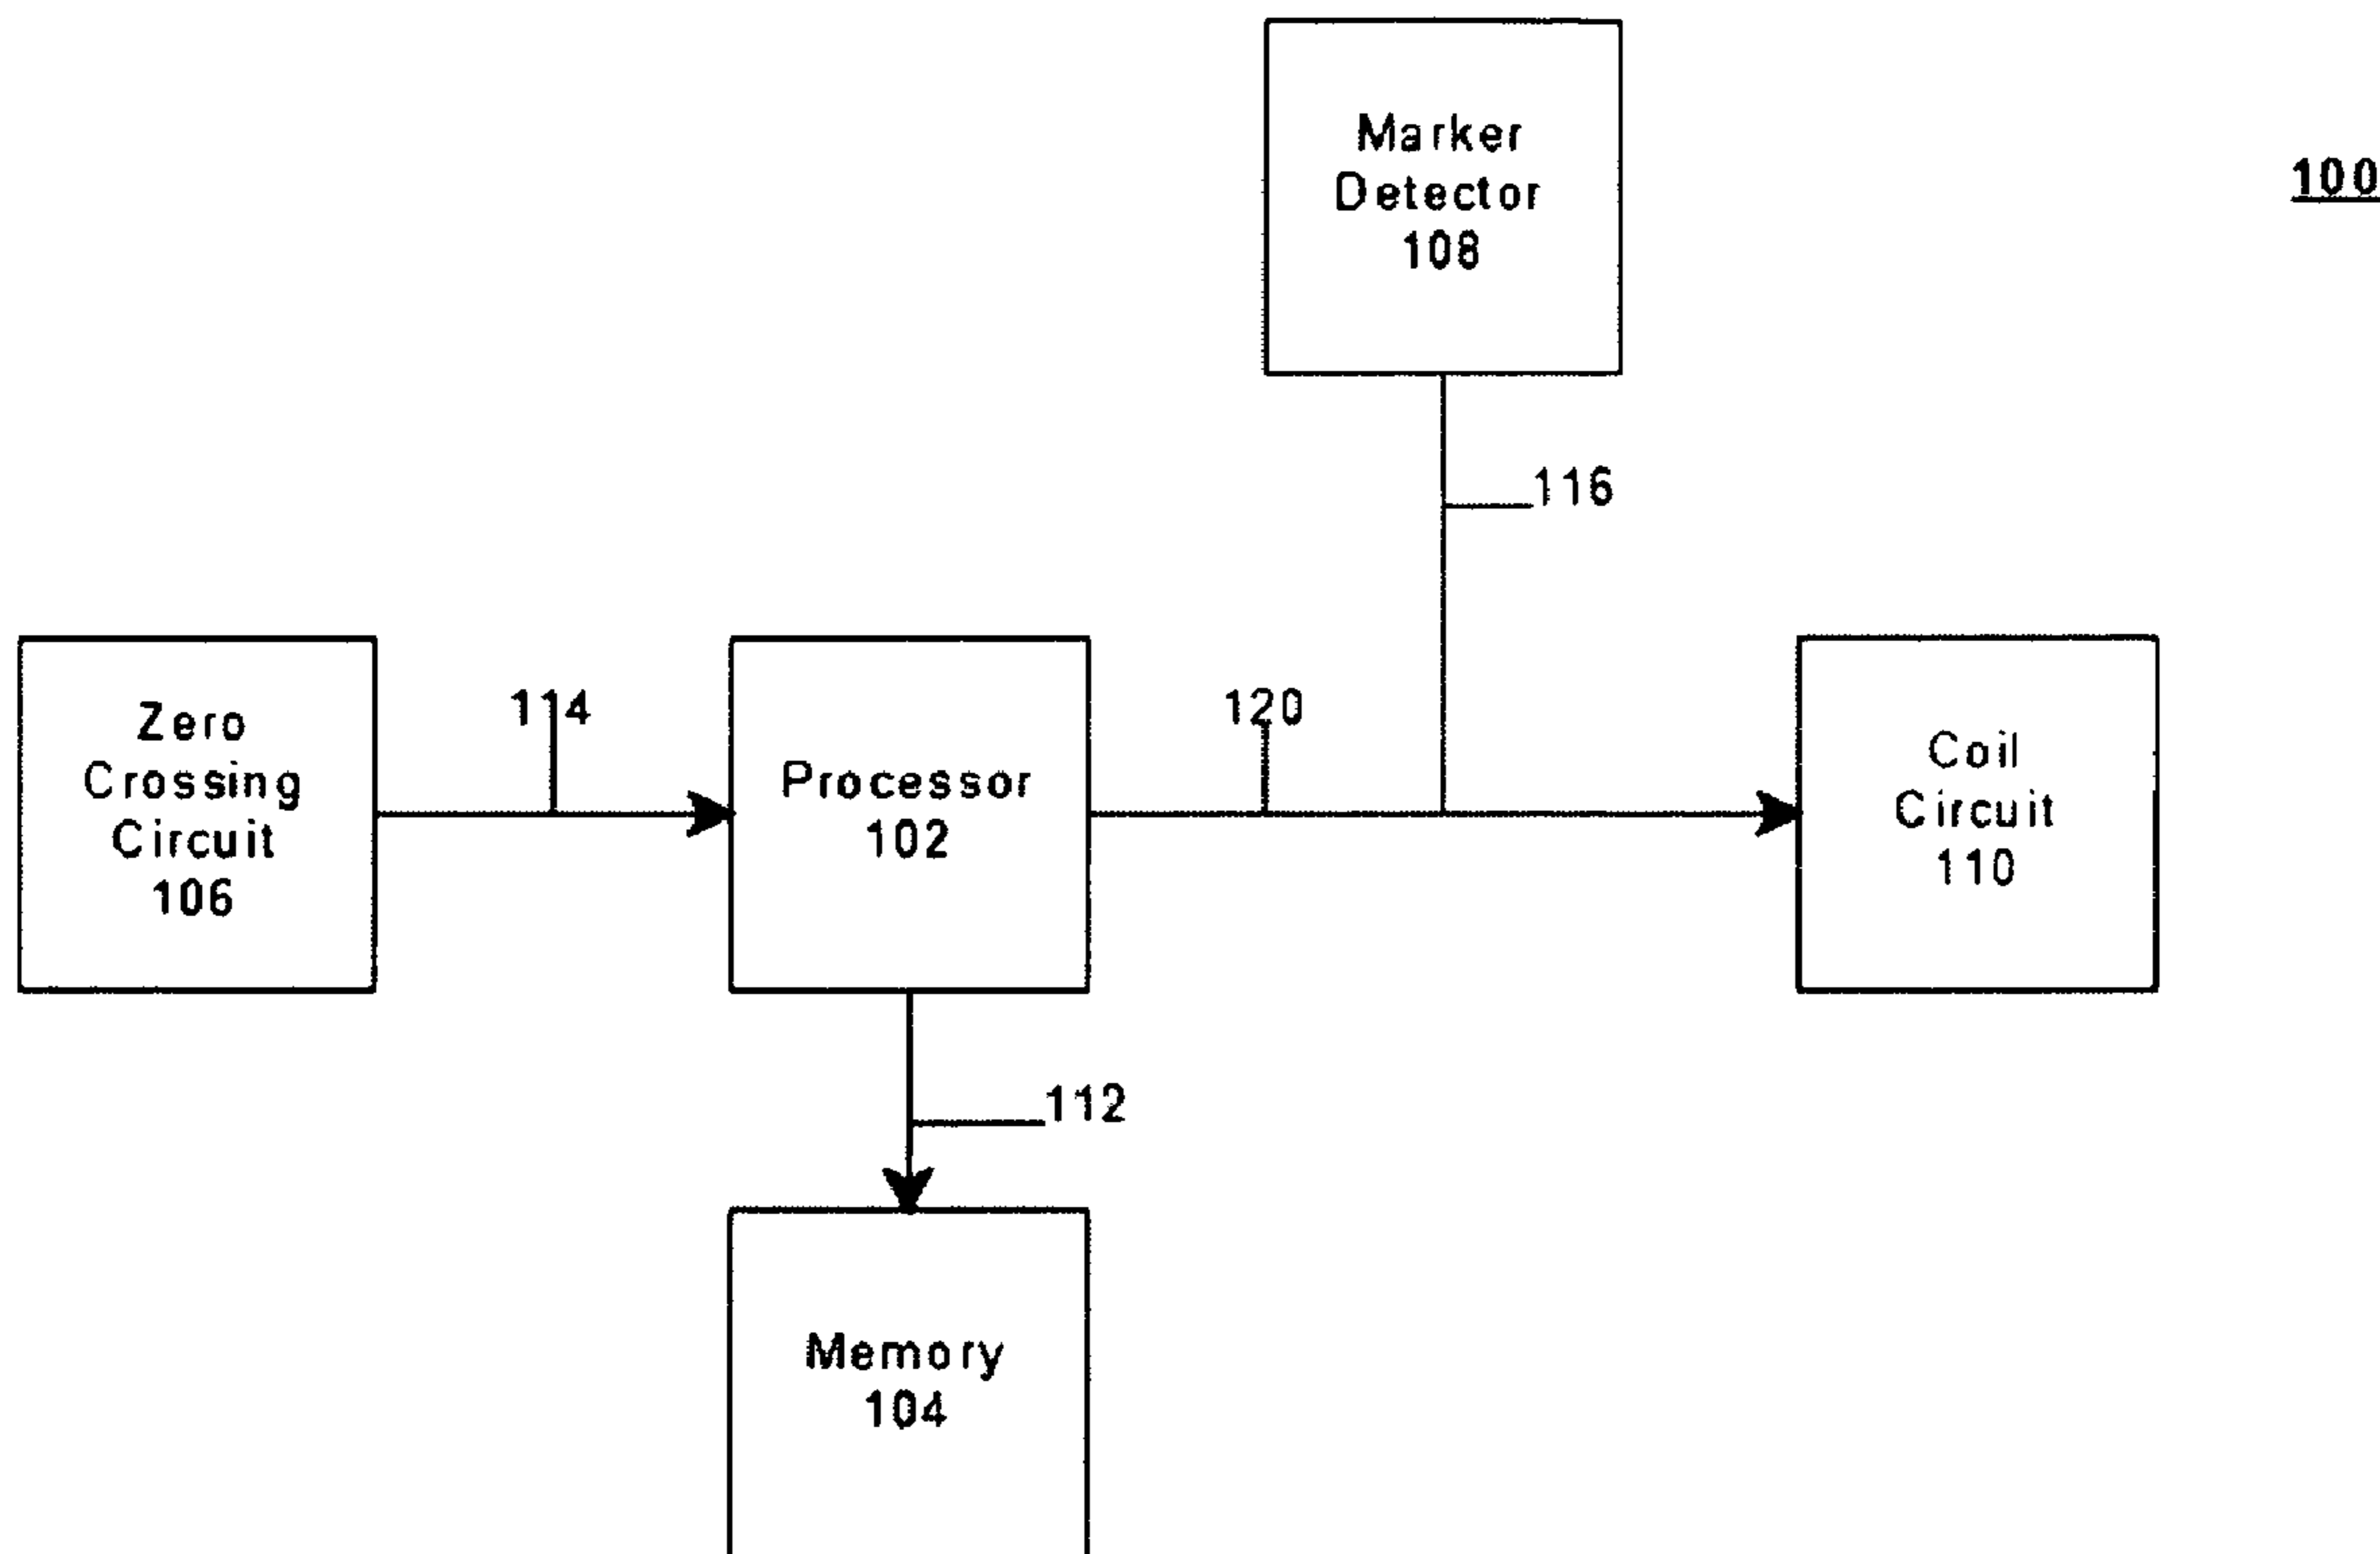 Marker
Detector
108
100
116
Zero
Crossing
Circuit
106
114
Processor
102
120
Coil
Circuit
110
112
Memory
104